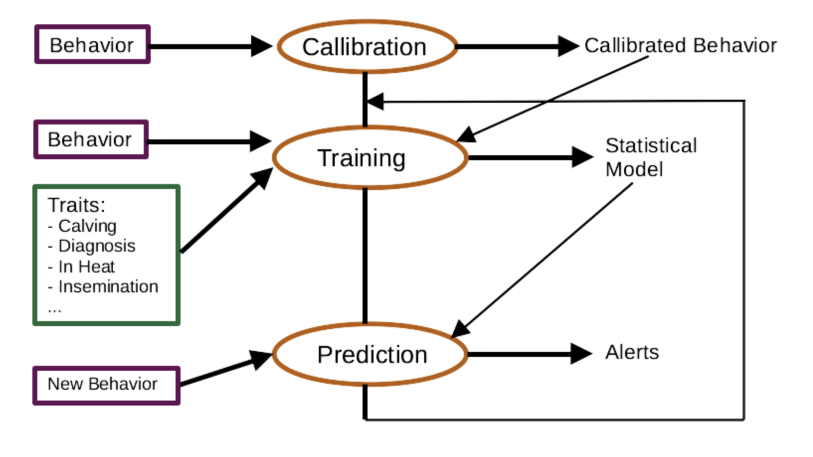 Behavior
Callibration
Callibrated Behavior
Behavior
Training
Statistical
Model
Traits:
- Calving
- Diagnosis
- In Heat
- Insemination
...
New Behavior
Prediction
Alerts